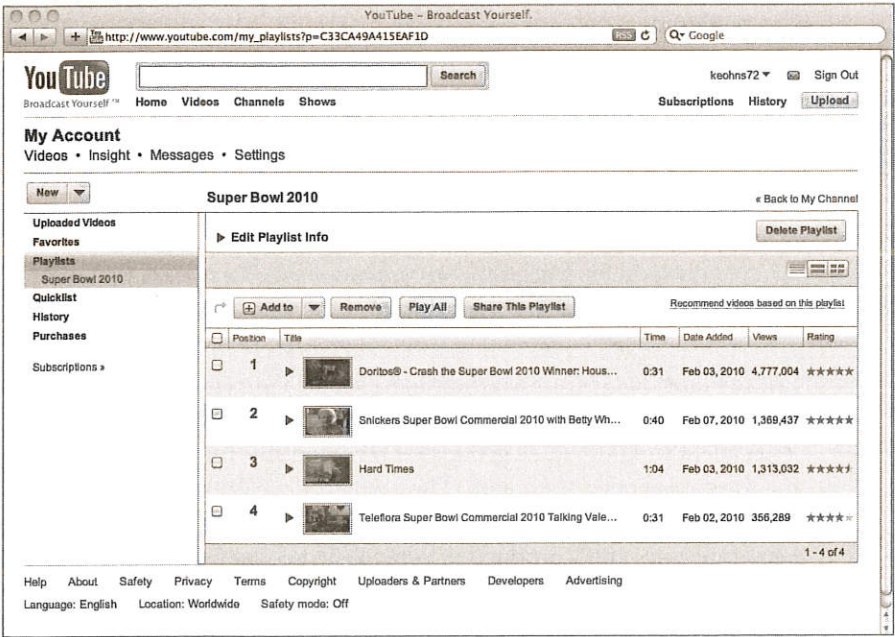 YouTube – Broadcast Yourself.
http://www.youtube.com/my_playlists?p=C33CA49A415EAF1D RSS Google
You Tube Search keohns72 Sign Out
Broadcast Yourself ™ Home Videos Channels Shows Subscriptions History Upload
My Account
Videos • Insight • Messages • Settings
New Super Bowl 2010 « Back to My Channel
Uploaded Videos
Favorites
Playlists
Super Bowl 2010
Quicklist
History
Purchases
Subscriptions »
Edit Playlist Info Delete Playlist
Add to Remove Play All Share This Playlist Recommend videos based on this playlist
Position Title Time Date Added Views Rating
1 Doritos® - Crash the Super Bowl 2010 Winner: Hous... 0:31 Feb 03, 2010 4,777,004
2 Snickers Super Bowl Commercial 2010 with Betty Wh... 0:40 Feb 07, 2010 1,369,437
3 Hard Times 1:04 Feb 03, 2010 1,313,032
4 Teleflora Super Bowl Commercial 2010 Talking Vale... 0:31 Feb 02, 2010 356,289
1 - 4 of 4
Help About Safety Privacy Terms Copyright Uploaders & Partners Developers Advertising
Language: English Location: Worldwide Safety mode: Off